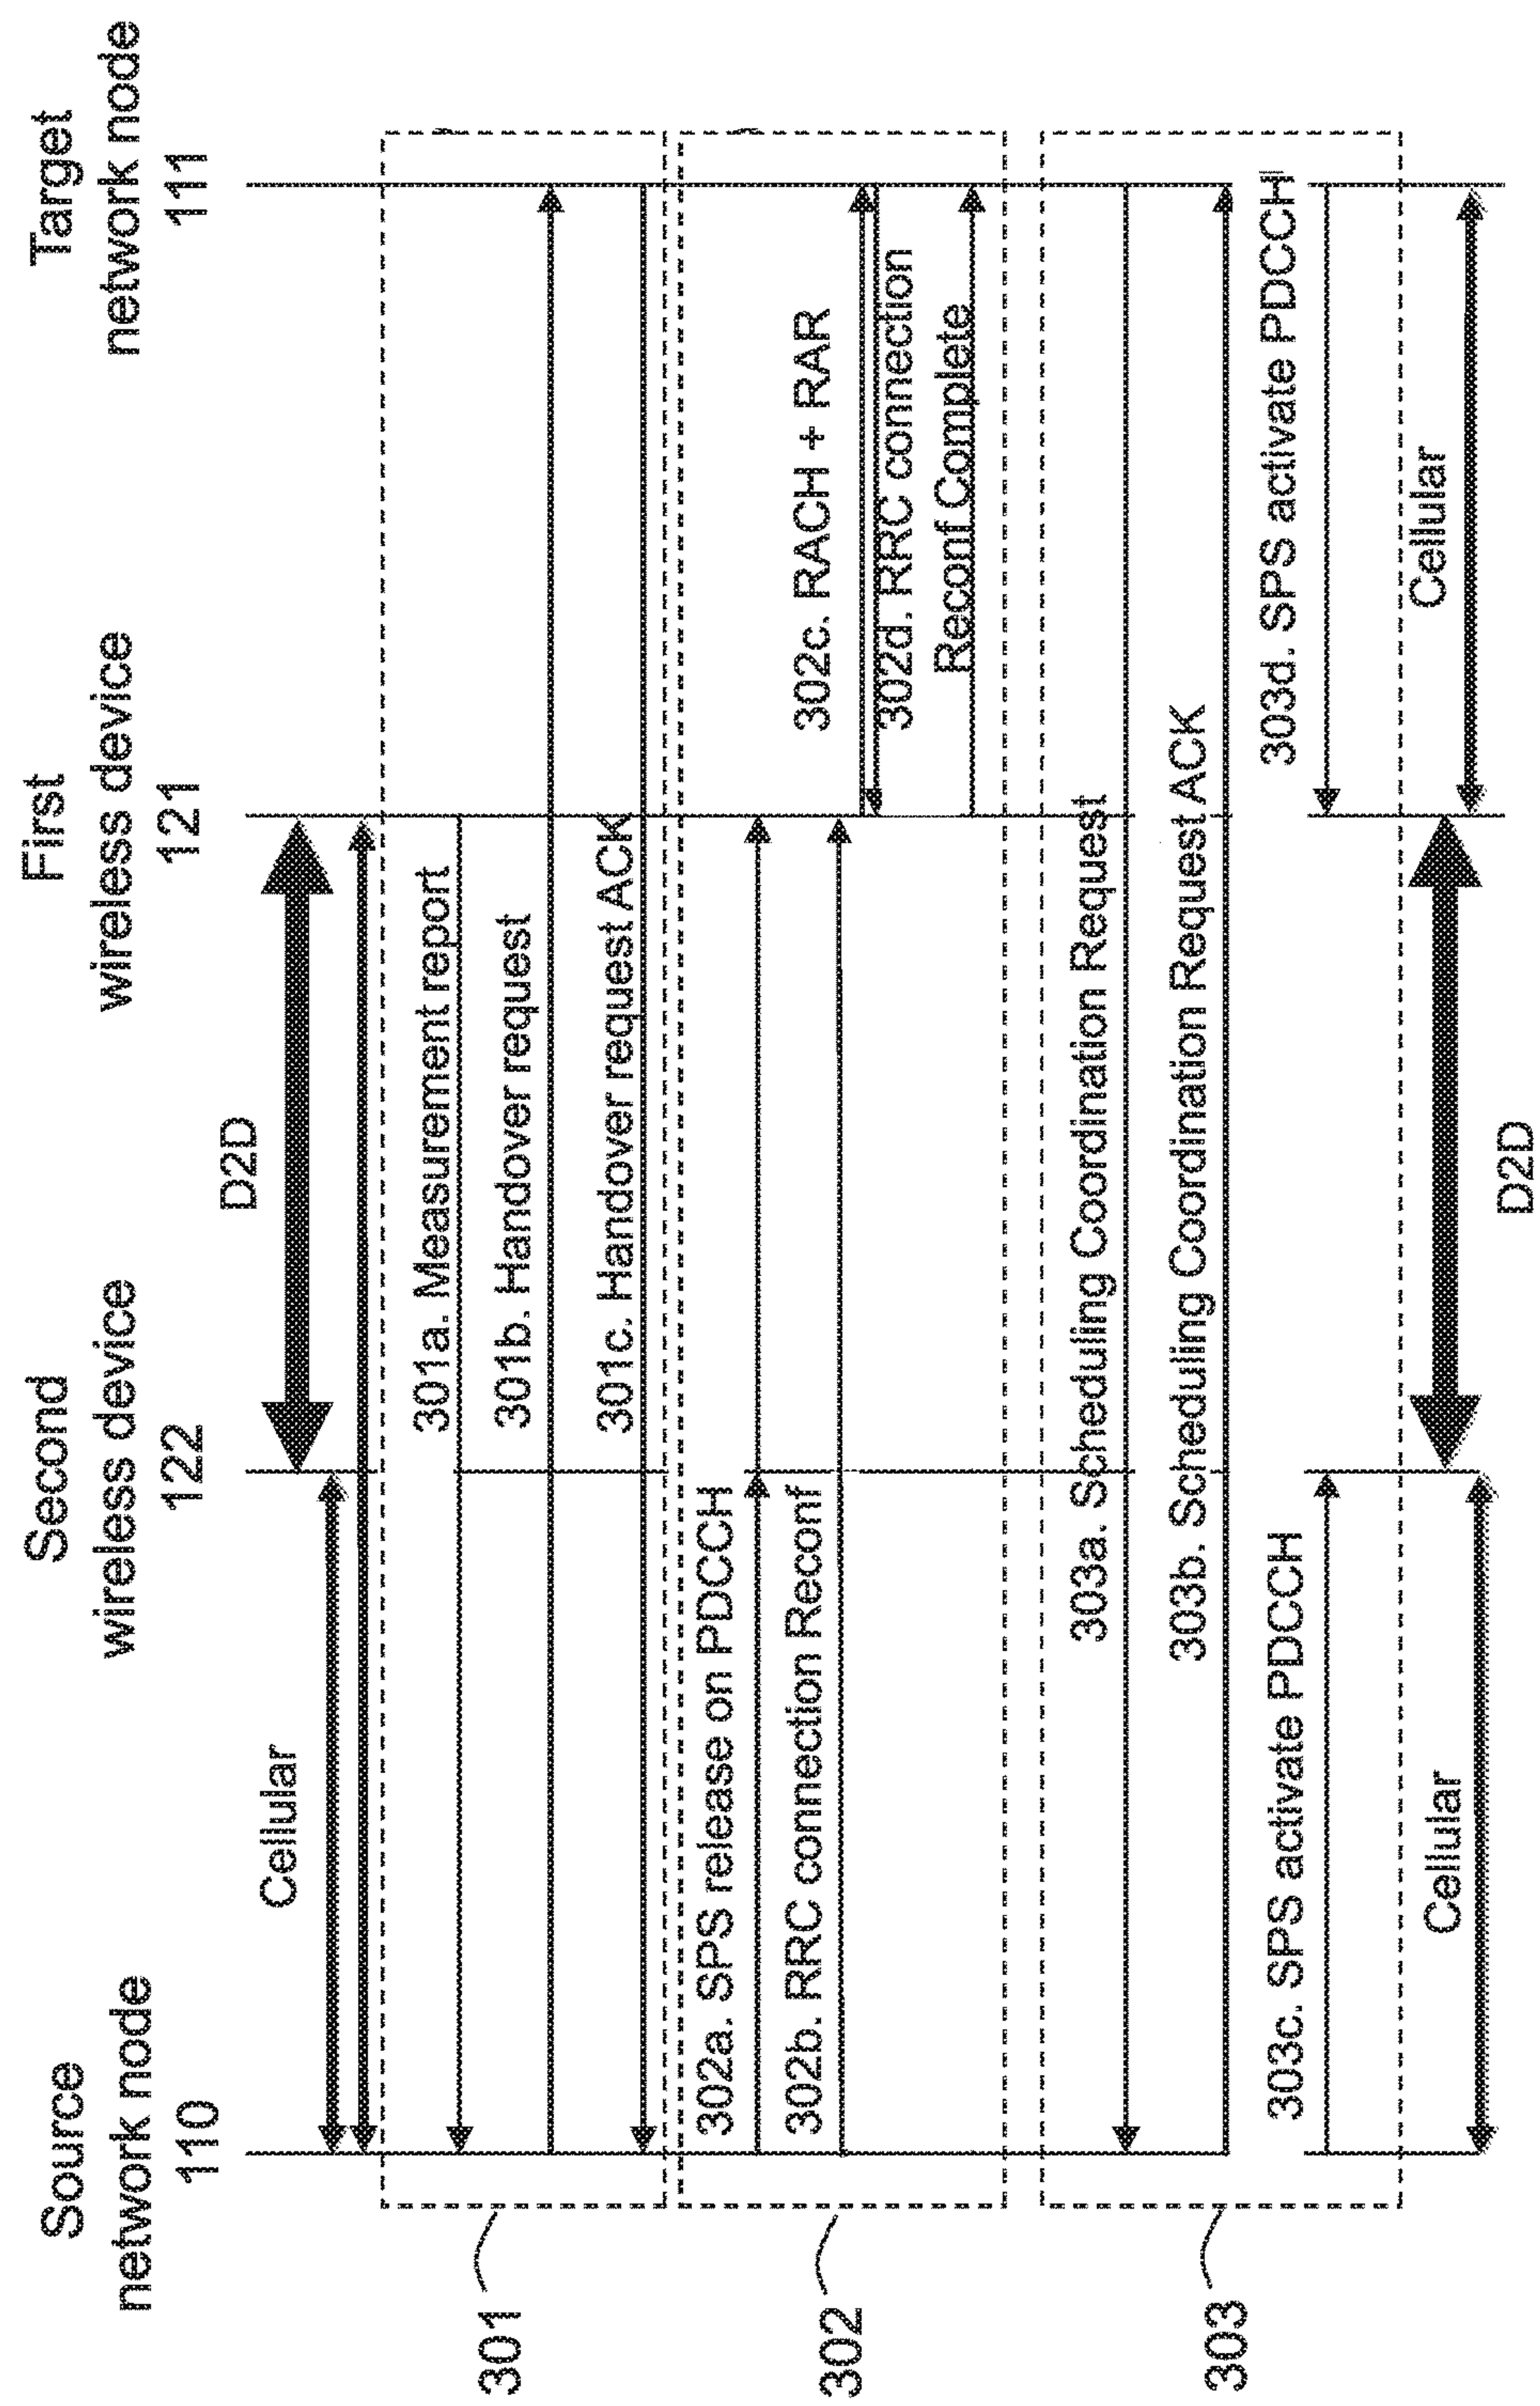 Source
network node
110
Second
wireless device
122
First
wireless device
121
Target
network node
111
D2D
Cellular
301
301a. Measurement report
301b. Handover request
301c. Handover request ACK
302
302a. SPS release on PDCCH
302b. RRC connection Reconf
302c. RACH + RAR
302d. RRC connection
Reconf Complete
303
303a. Scheduling Coordination Request
303b. Scheduling Coordination Request ACK
303c. SPS activate PDCCH
303d. SPS activate PDCCH
Cellular
Cellular
D2D